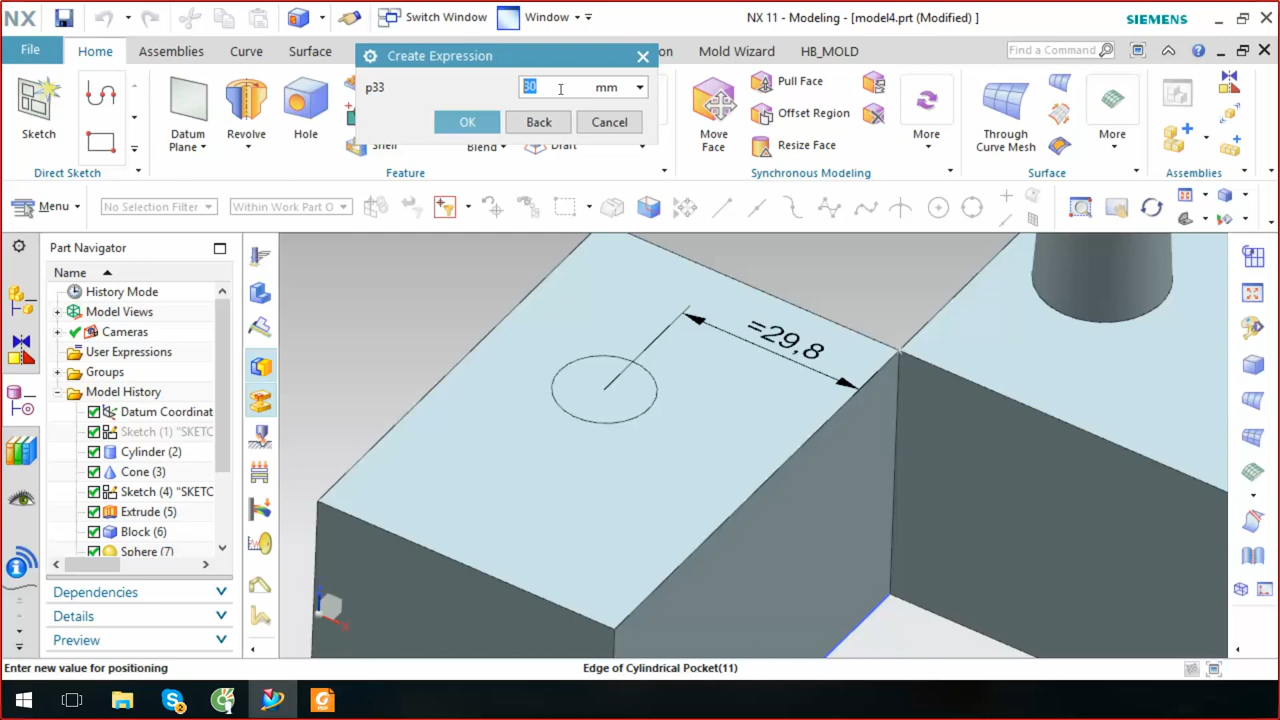 NX
Switch Window
Window
NX 11 - Modeling - [model4.prt (Modified) ]
SIEMENS
File
Home
Assemblies
Curve
Surface
Mold Wizard
HB_MOLD
Find a Command
Create Expression
p33
30
mm
OK
Back
Cancel
Sketch
Datum
Plane
Revolve
Hole
Shell
Blend
Draft
Move
Face
Pull Face
Offset Region
Resize Face
More
Through
Curve Mesh
More
Direct Sketch
Feature
Synchronous Modeling
Surface
Assemblies
Menu
No Selection Filter
Within Work Part O
Part Navigator
Name
History Mode
Model Views
Cameras
User Expressions
Groups
Model History
Datum Coordinat
Sketch (1) "SKETC
Cylinder (2)
Cone (3)
Sketch (4) "SKETC
Extrude (5)
Block (6)
Sphere (7)
Dependencies
Details
Preview
=29,8
Enter new value for positioning
Edge of Cylindrical Pocket(11)